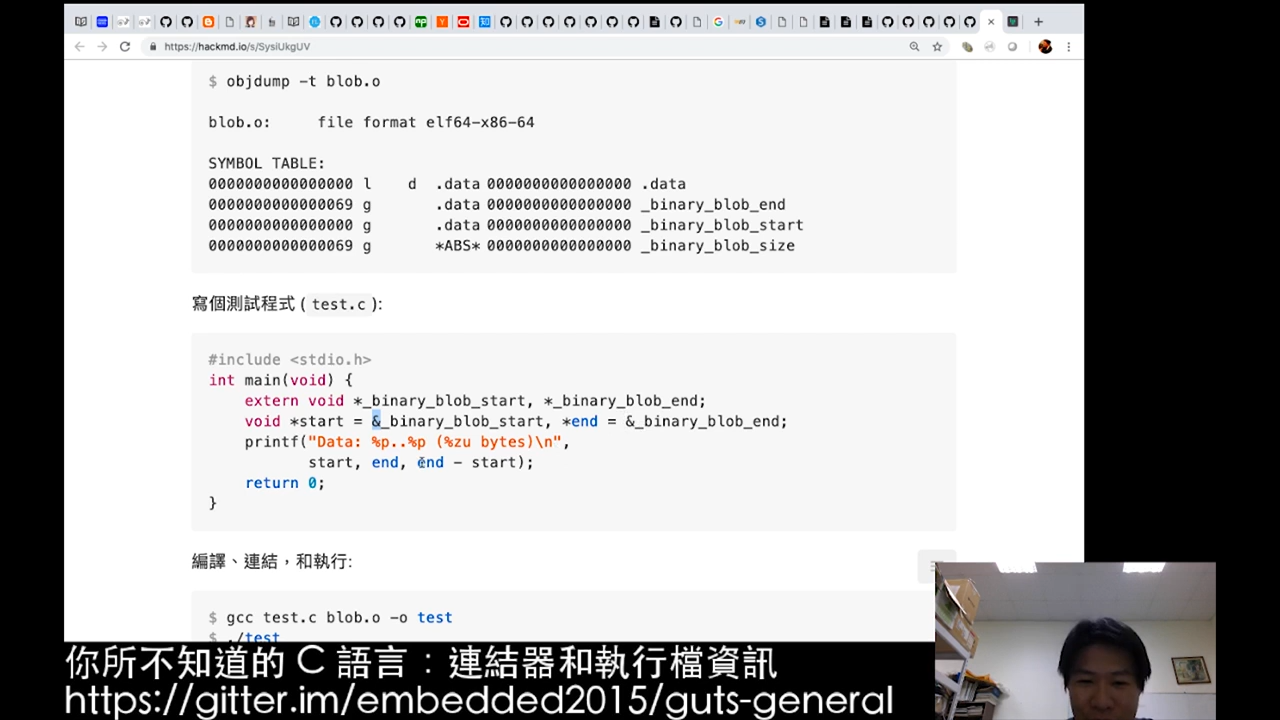 https://hackmd.io/s/SysiUkgUV
$ objdump -t blob.o
blob.o:     file format elf64-x86-64
SYMBOL TABLE:
0000000000000000 l    d  .data 0000000000000000 .data
0000000000000069 g       .data 0000000000000000 _binary_blob_end
0000000000000000 g       .data 0000000000000000 _binary_blob_start
0000000000000069 g       *ABS* 0000000000000000 _binary_blob_size
寫個測試程式 ( test.c ):
#include <stdio.h>
int main(void) {
    extern void *_binary_blob_start, *_binary_blob_end;
    void *start = &_binary_blob_start, *end = &_binary_blob_end;
    printf("Data: %p..%p (%zu bytes)\n",
           start, end, end - start);
    return 0;
}
編譯、連結，和執行:
$ gcc test.c blob.o -o test
$ ./test
你所不知道的 C 語言：連結器和執行檔資訊
https://gitter.im/embedded2015/guts-general